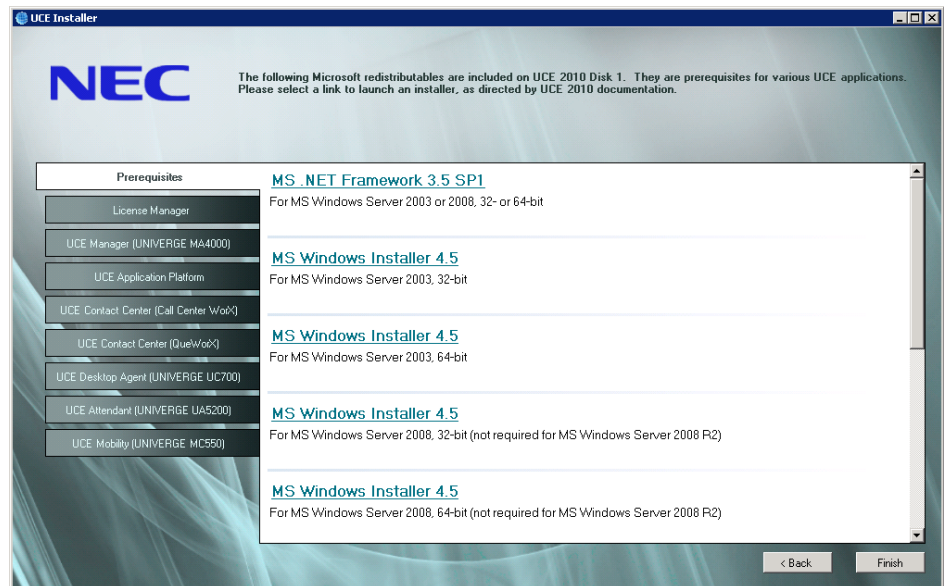 UCE Installer
NEC
The following Microsoft redistributables are included on UCE 2010 Disk 1. They are prerequisites for various UCE applications.
Please select a link to launch an installer, as directed by UCE 2010 documentation.
Prerequisites
License Manager
UCE Manager (UNIVERGE MA4000)
UCE Application Platform
UCE Contact Center (Call Center WorX)
UCE Contact Center (QueWorX)
UCE Desktop Agent (UNIVERGE UC700)
UCE Attendant (UNIVERGE UA5200)
UCE Mobility (UNIVERGE MC550)
MS .NET Framework 3.5 SP1
For MS Windows Server 2003 or 2008, 32- or 64-bit
MS Windows Installer 4.5
For MS Windows Server 2003, 32-bit
MS Windows Installer 4.5
For MS Windows Server 2003, 64-bit
MS Windows Installer 4.5
For MS Windows Server 2008, 32-bit (not required for MS Windows Server 2008 R2)
MS Windows Installer 4.5
For MS Windows Server 2008, 64-bit (not required for MS Windows Server 2008 R2)
< Back
Finish